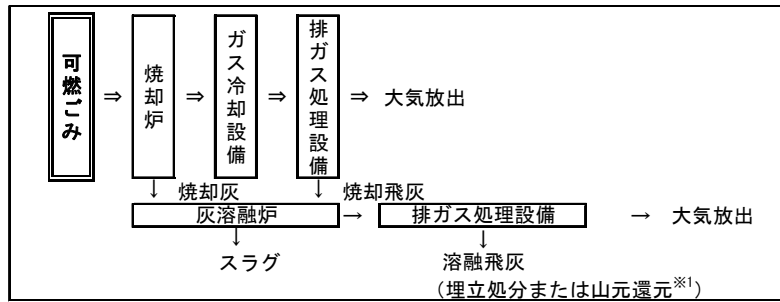 可燃ごみ ⇒ 焼却炉 ⇒ ガス冷却設備 ⇒ 排ガス処理設備 ⇒ 大気放出
↓ 焼却灰 ↓ 焼却飛灰
灰溶融炉 → 排ガス処理設備 → 大気放出
↓ ↓
スラグ 溶融飛灰
（埋立処分または山元還元※1）